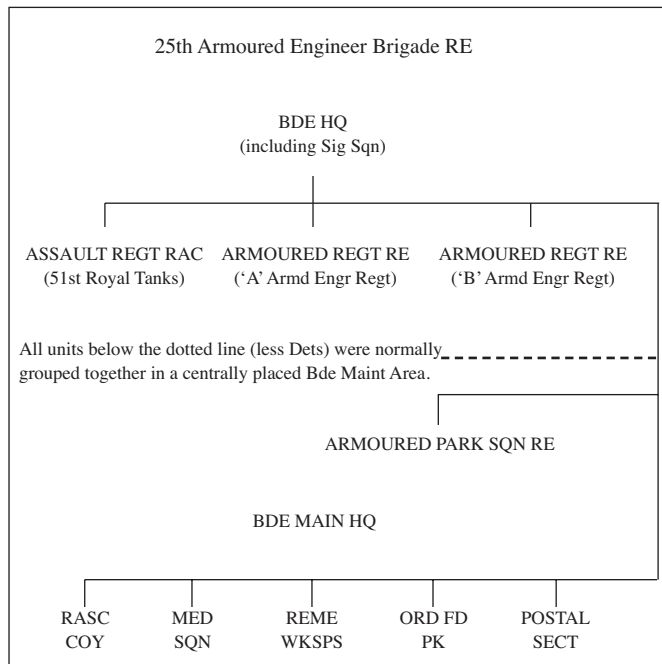 25th Armoured Engineer Brigade RE
BDE HQ
(including Sig Sqn)
ASSAULT REGT RAC
(51st Royal Tanks)
ARMOURED REGT RE
(‘A’ Armd Engr Regt)
ARMOURED REGT RE
(‘B’ Armd Engr Regt)
All units below the dotted line (less Dets) were normally
grouped together in a centrally placed Bde Maint Area.
ARMOURED PARK SQN RE
BDE MAIN HQ
RASC
COY
MED
SQN
REME
WKSPS
ORD FD
PK
POSTAL
SECT